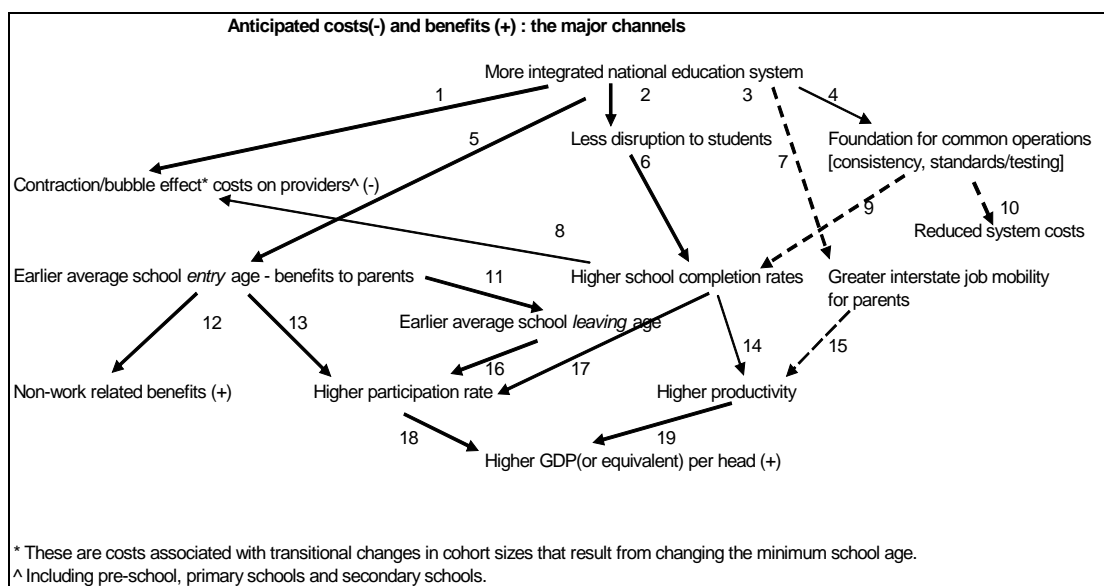 Anticipated costs(-) and benefits (+) : the major channels
More integrated national education system
1
2
3
4
5
Less disruption to students
Foundation for common operations
[consistency, standards/testing]
6
7
Contraction/bubble effect* costs on providers^ (-)
9
10
8
Reduced system costs
Earlier average school entry age - benefits to parents
11
Higher school completion rates
Greater interstate job mobility
for parents
12
13
Earlier average school leaving age
14
15
16
17
Non-work related benefits (+)
Higher participation rate
Higher productivity
18
19
Higher GDP(or equivalent) per head (+)
* These are costs associated with transitional changes in cohort sizes that result from changing the minimum school age.
^ Including pre-school, primary schools and secondary schools.